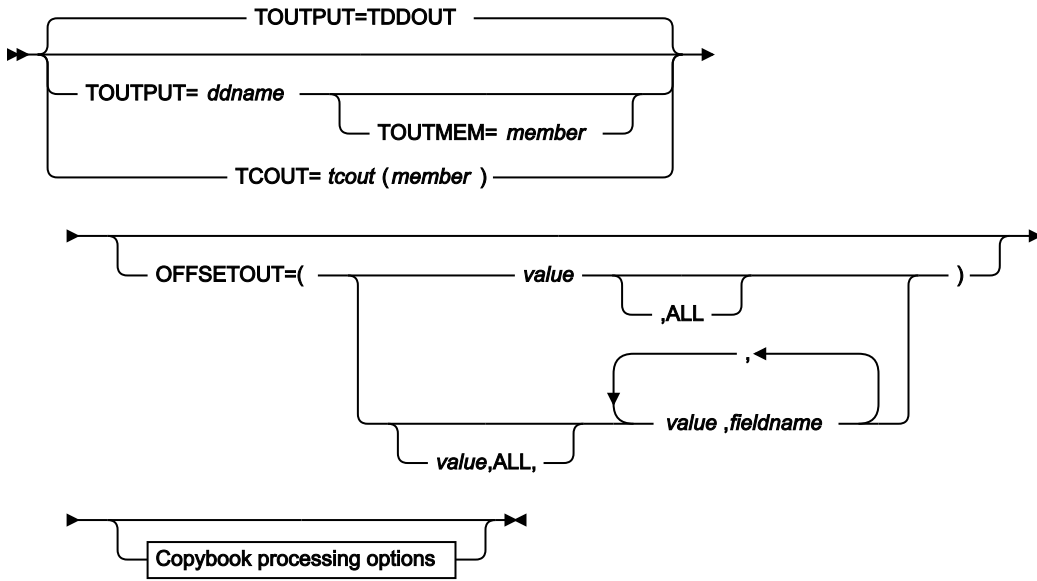 TOUTPUT=TDDOUT
TOUTPUT= ddname
TOUTMEM= member
TCOUT= tcout (member )
OFFSETOUT=( value )
,ALL
,
value ,fieldname
value,ALL,
Copybook processing options